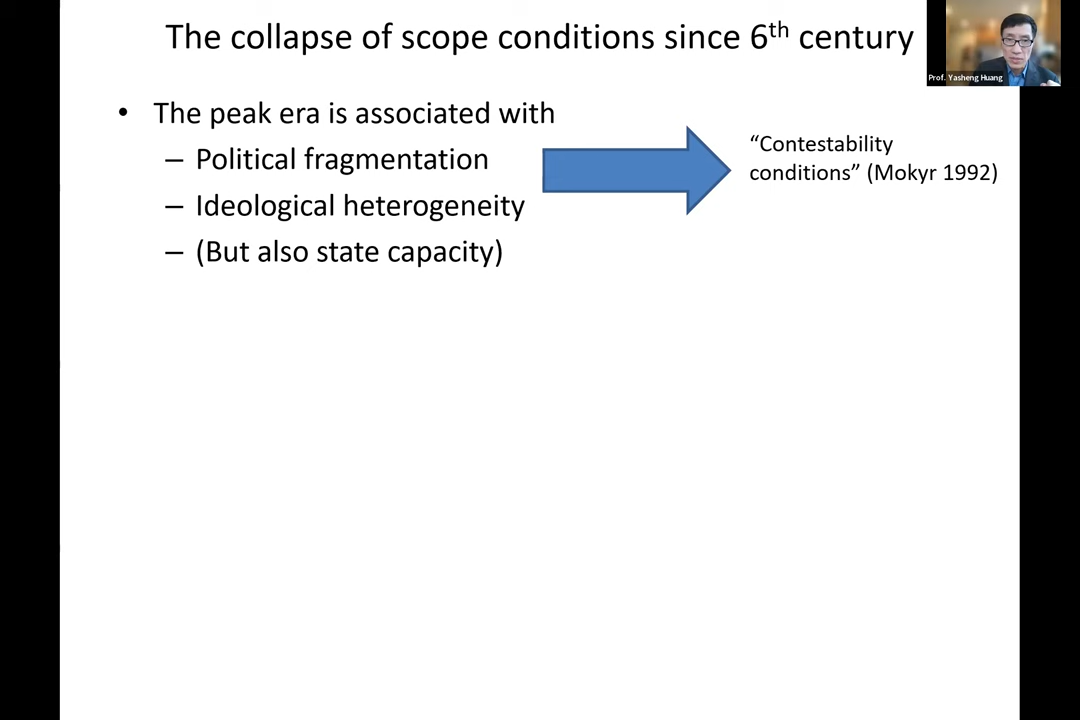 The collapse of scope conditions since 6th century
Prof. Yasheng Huang
• The peak era is associated with
– Political fragmentation
– Ideological heterogeneity
– (But also state capacity)
“Contestability
conditions” (Mokyr 1992)